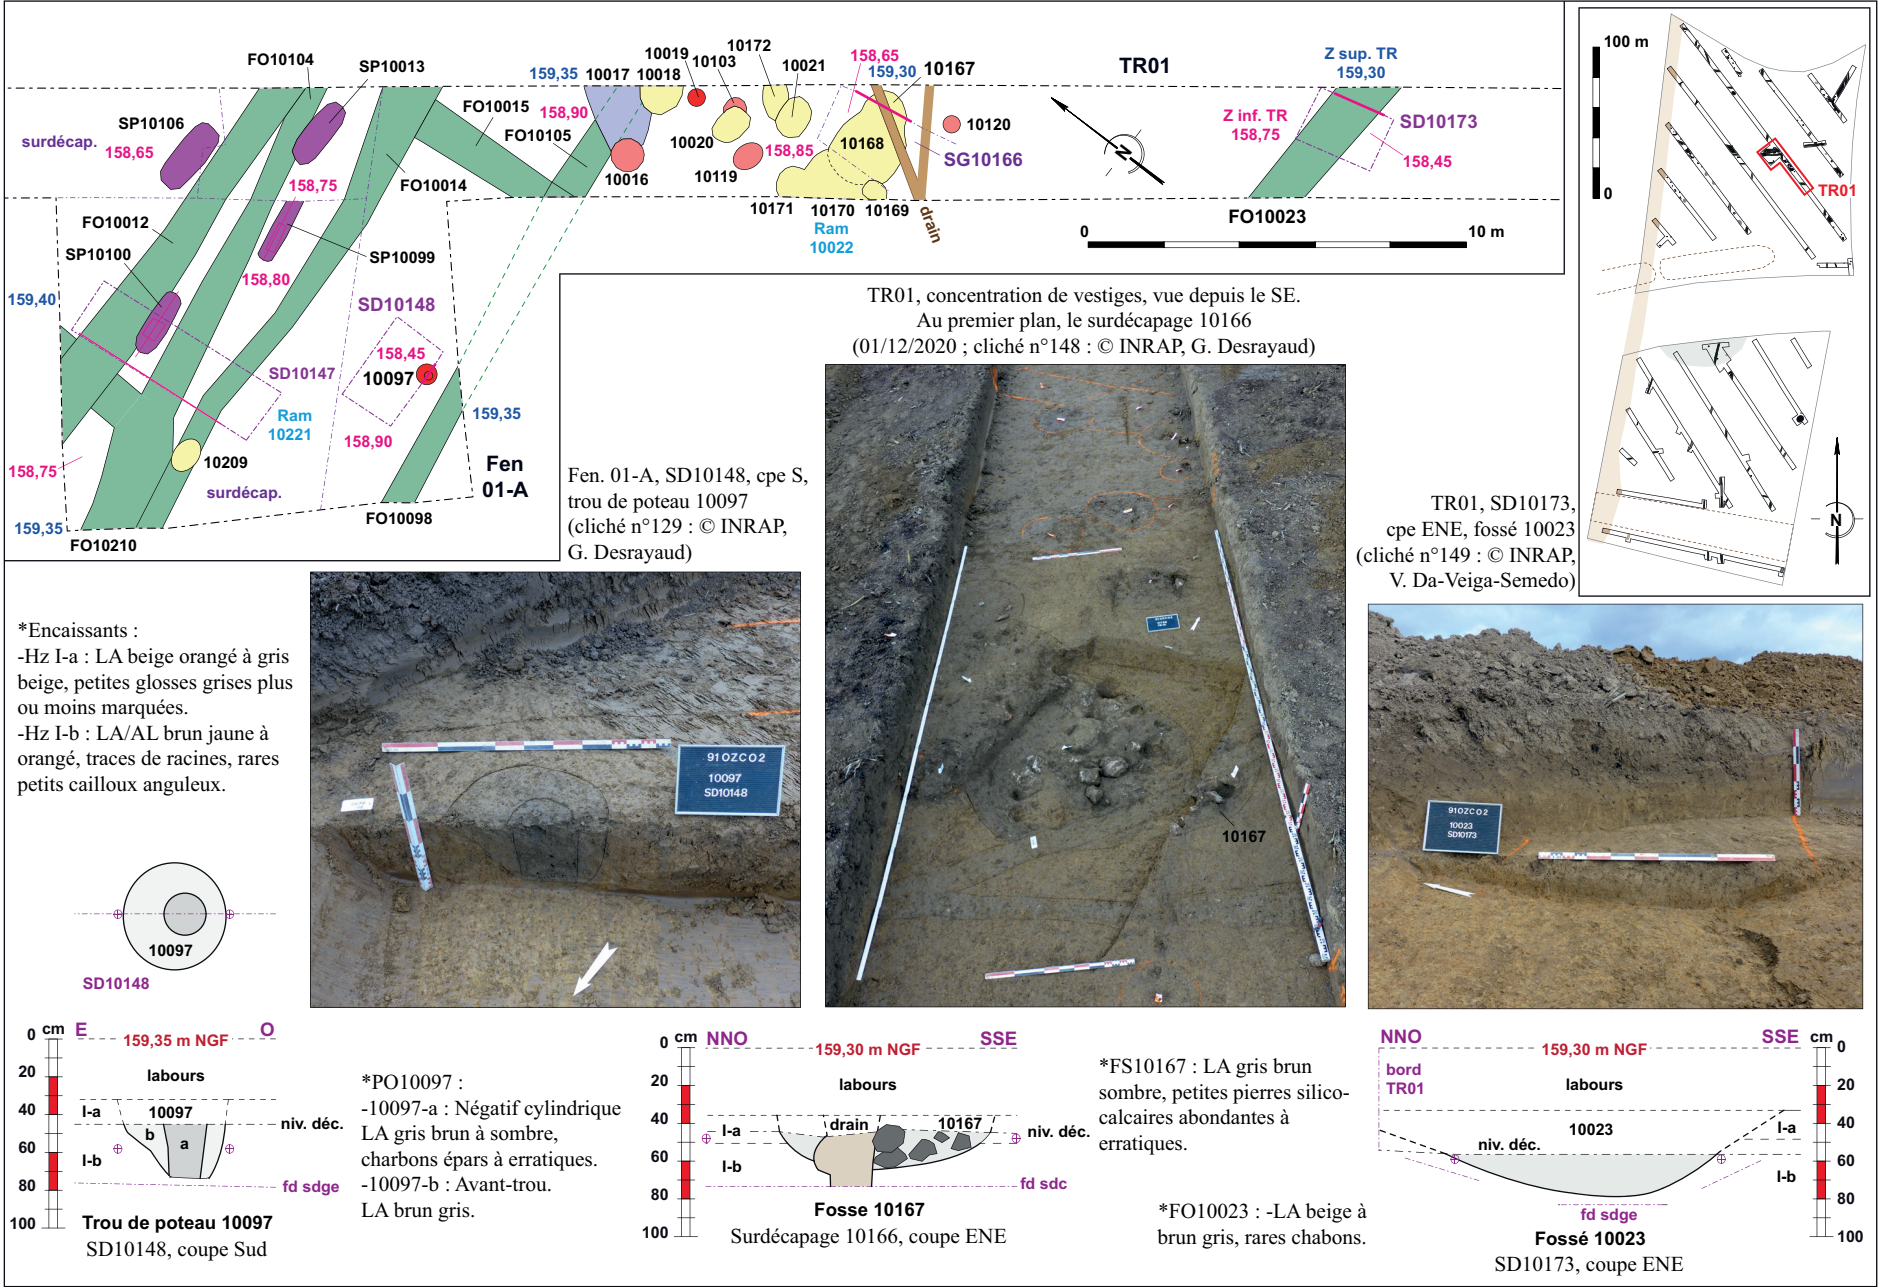 FO10104
SP10013
SP10106
surdécap.
158,65
FO10015
FO10105
159,35
158,90
10017
10018
10019
10103
10172
10021
158,65
159,30
10167
TR01
Z sup. TR
159,30
Z inf. TR
158,75
SD10173
158,45
10120
SG10166
10168
158,85
10020
10119
10016
10171
10170
10169
Ram
10022
drain
N
FO10023
0
10 m
158,75
FO10014
FO10012
SP10100
SP10099
158,80
159,40
SD10148
158,45
10097
SD10147
Ram
10221
158,90
159,35
10209
158,75
surdécap.
Fen
01-A
159,35
FO10098
FO10210
100 m
0
TR01
N
TR01, concentration de vestiges, vue depuis le SE.
Au premier plan, le surdécapage 10166
(01/12/2020 ; cliché n°148 : © INRAP, G. Desrayaud)
Fen. 01-A, SD10148, cpe S,
trou de poteau 10097
(cliché n°129 : © INRAP,
G. Desrayaud)
TR01, SD10173,
cpe ENE, fossé 10023
(cliché n°149 : © INRAP,
V. Da-Veiga-Semedo)
*Encaissants :
-Hz I-a : LA beige orangé à gris
beige, petites glosses grises plus
ou moins marquées.
-Hz I-b : LA/AL brun jaune à
orangé, traces de racines, rares
petits cailloux anguleux.
91OZCO2
10097
SD10148
10167
91OZCO2
10023
SD10173
10097
SD10148
0 cm
E
O
159,35 m NGF
20
labours
40
I-a
10097
niv. déc.
b
a
60
I-b
80
fd sdge
100
Trou de poteau 10097
SD10148, coupe Sud
*PO10097 :
-10097-a : Négatif cylindrique
LA gris brun à sombre,
charbons épars à erratiques.
-10097-b : Avant-trou.
LA brun gris.
0 cm
NNO
SSE
159,30 m NGF
20
labours
40
I-a
drain
10167
niv. déc.
60
I-b
80
fd sdc
100
Fosse 10167
Surdécapage 10166, coupe ENE
*FS10167 : LA gris brun
sombre, petites pierres silico-
calcaires abondantes à
erratiques.
*FO10023 : -LA beige à
brun gris, rares chabons.
NNO
SSE
cm 0
159,30 m NGF
bord
TR01
labours
20
40
10023
I-a
niv. déc.
60
I-b
80
fd sdge
100
Fossé 10023
SD10173, coupe ENE